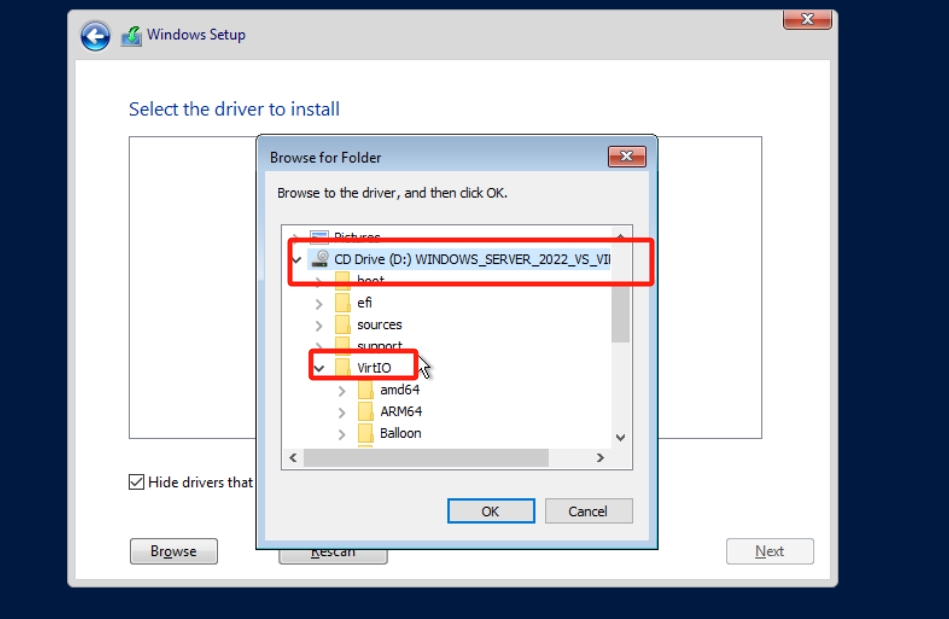 Windows Setup
Select the driver to install
Browse for Folder
Browse to the driver, and then click OK.
Pictures
CD Drive (D:) WINDOWS_SERVER_2022_VS_VI
boot
efi
sources
support
VirtIO
amd64
ARM64
Balloon
Hide drivers that
OK
Cancel
Browse
Rescan
Next